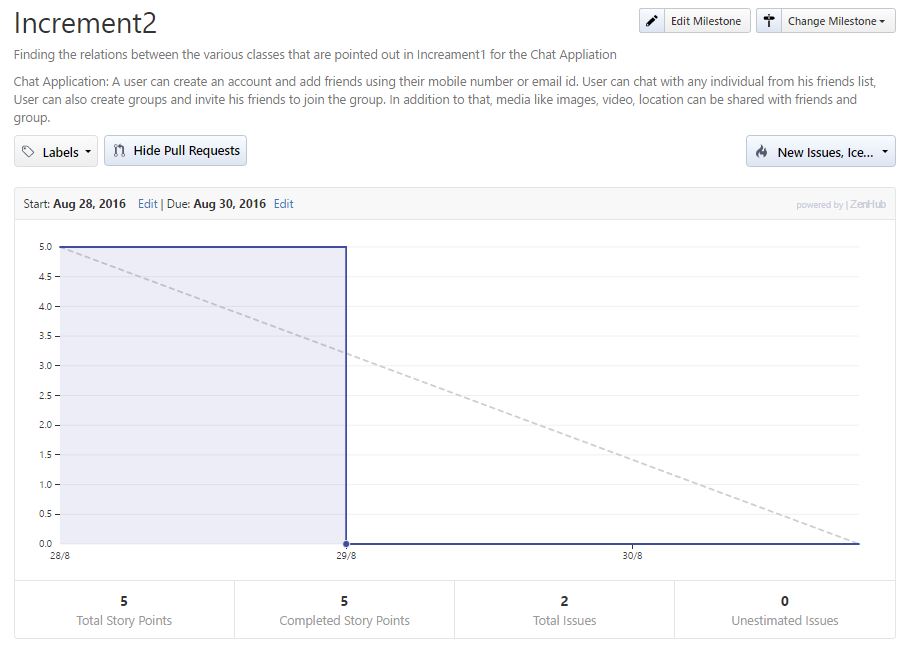 Increment2
Edit Milestone
Change Milestone
Finding the relations between the various classes that are pointed out in Increament1 for the Chat Appliation
Chat Application: A user can create an account and add friends using their mobile number or email id. User can chat with any individual from his friends list,
User can also create groups and invite his friends to join the group. In addition to that, media like images, video, location can be shared with friends and
group.
Labels
Hide Pull Requests
New Issues, Ice...
Start: Aug 28, 2016 Edit | Due: Aug 30, 2016 Edit
powered by | ZenHub
5.0
4.5
4.0
3.5
3.0
2.5
2.0
1.5
1.0
0.5
0.0
28/8 29/8 30/8
5 5 2 0
Total Story Points Completed Story Points Total Issues Unestimated Issues